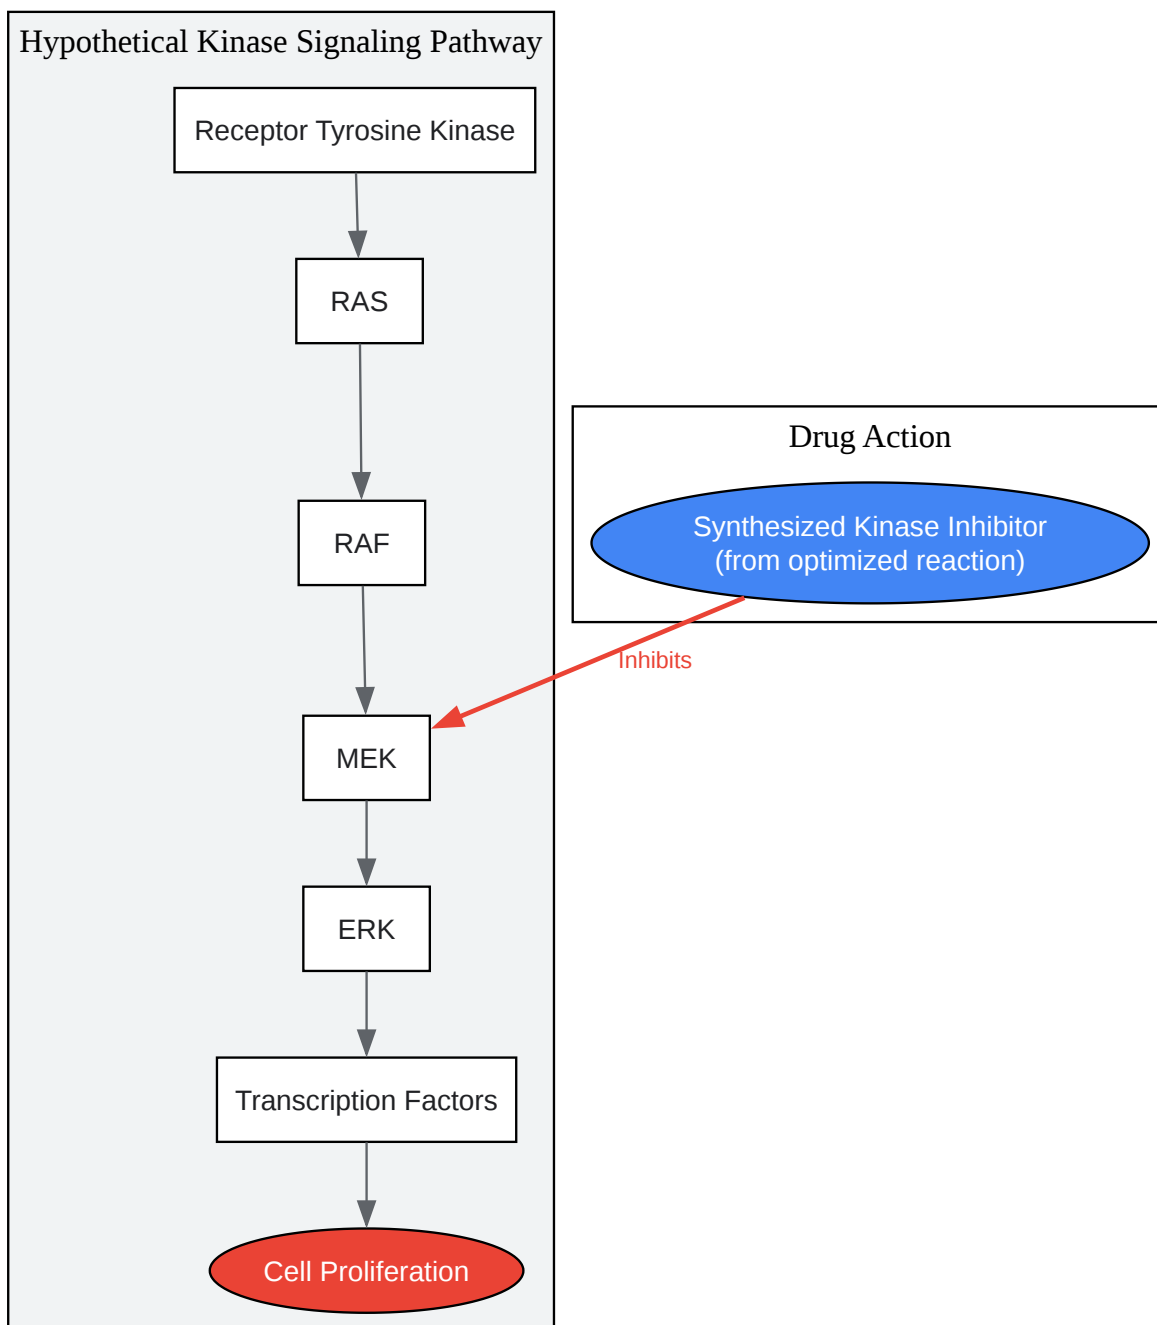 Hypothetical Kinase Signaling Pathway
Receptor Tyrosine Kinase
RAS
RAF
Drug Action
Synthesized Kinase Inhibitor
(from optimized reaction)
Inhibits
MEK
ERK
Transcription Factors
Cell Proliferation